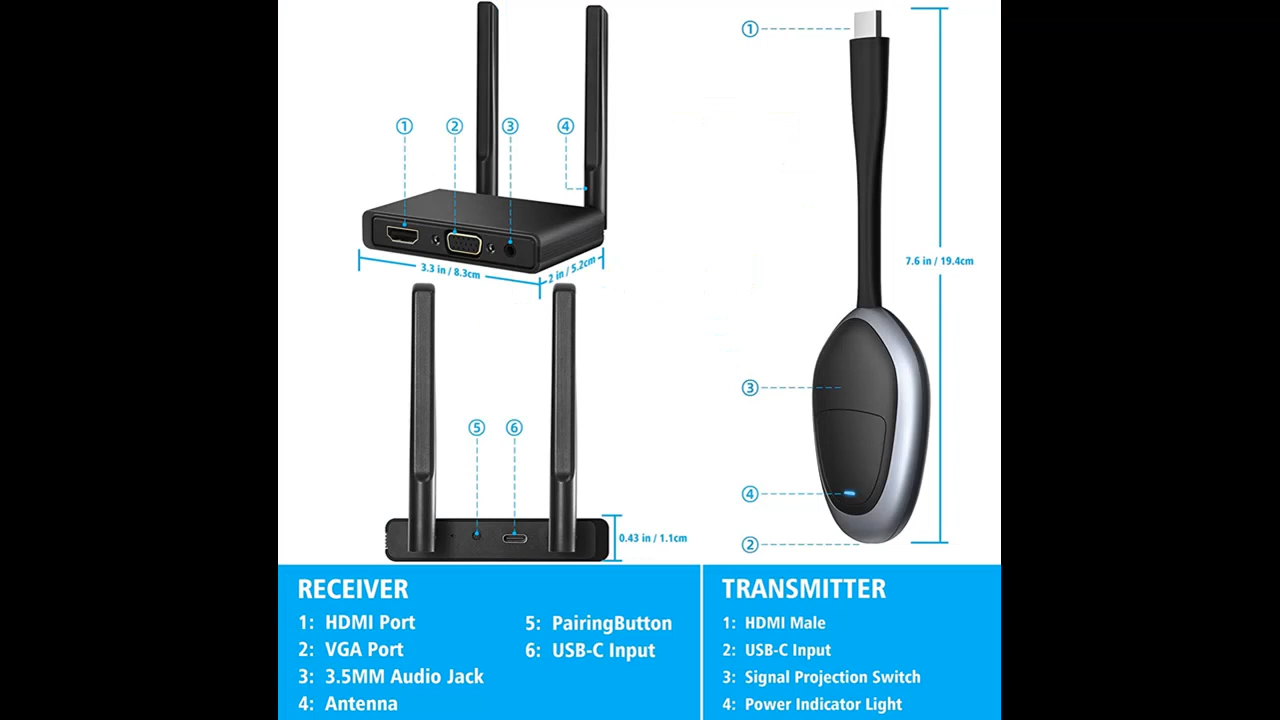 ① ② ③ ④
3.3 in / 8.3cm
2 in / 5.2cm
⑤ ⑥
0.43 in / 1.1cm
①
7.6 in / 19.4cm
③
④
②
RECEIVER
1: HDMI Port
2: VGA Port
3: 3.5MM Audio Jack
4: Antenna
5: PairingButton
6: USB-C Input
TRANSMITTER
1: HDMI Male
2: USB-C Input
3: Signal Projection Switch
4: Power Indicator Light